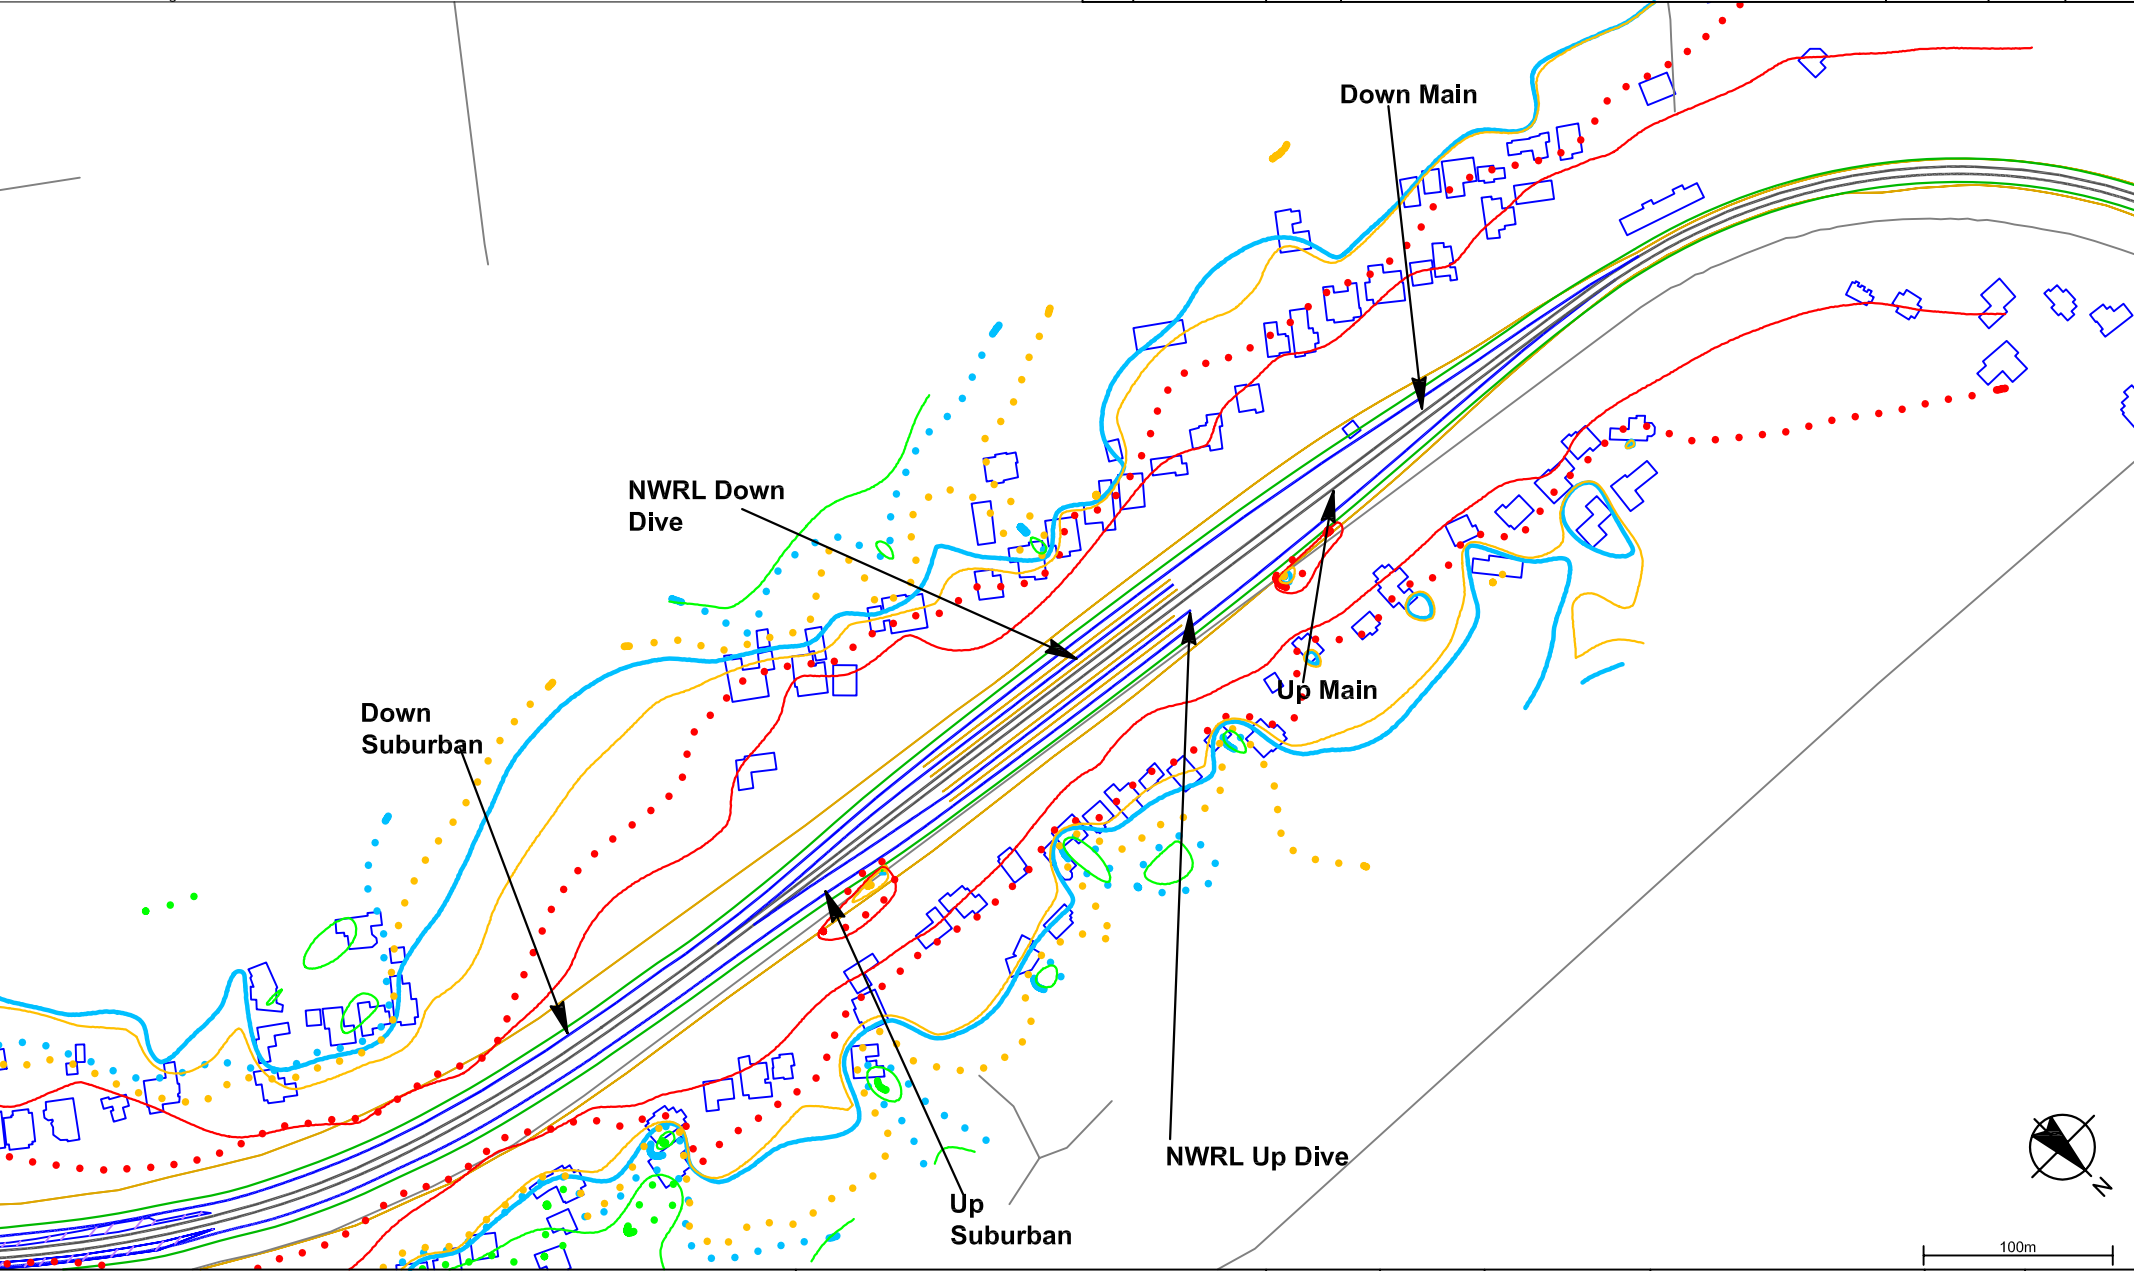 Down Main
NWRL Down
Dive
Down
Suburban
Up Main
NWRL Up Dive
Up
Suburban
N
100m